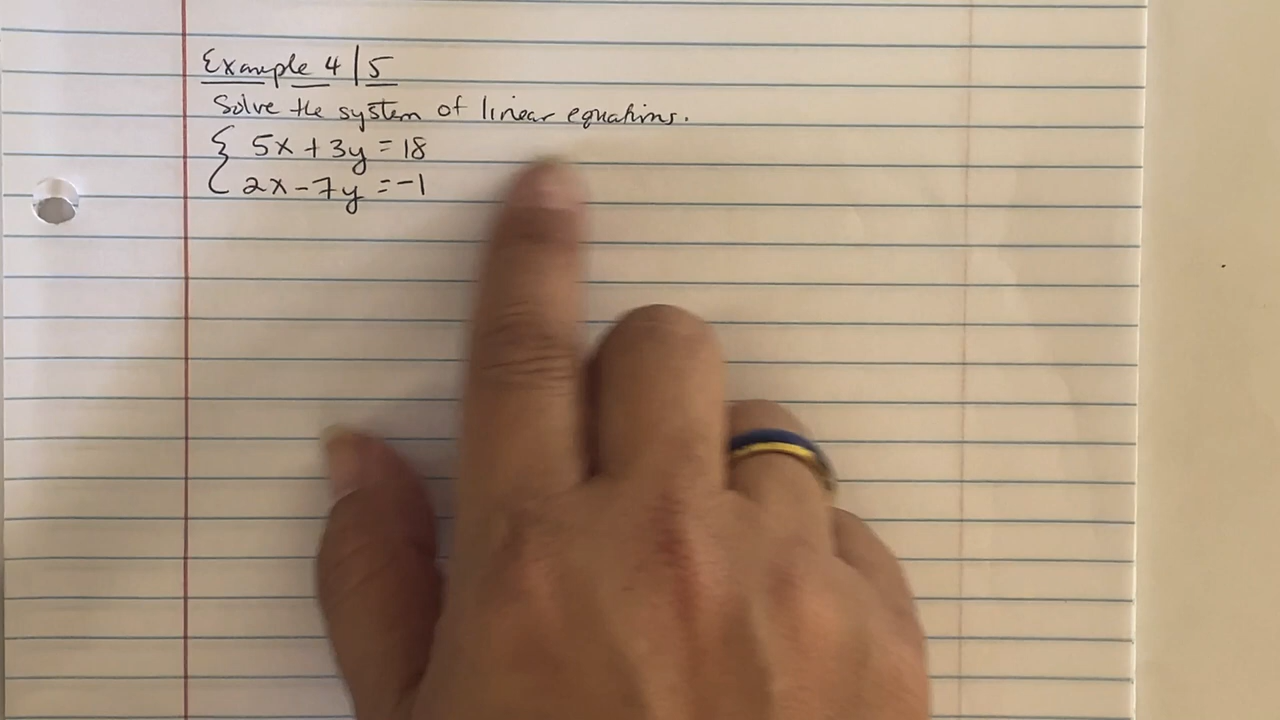 Example 4 | 5
Solve the system of linear equations.
{ 5x + 3y = 18
2x - 7y = -1